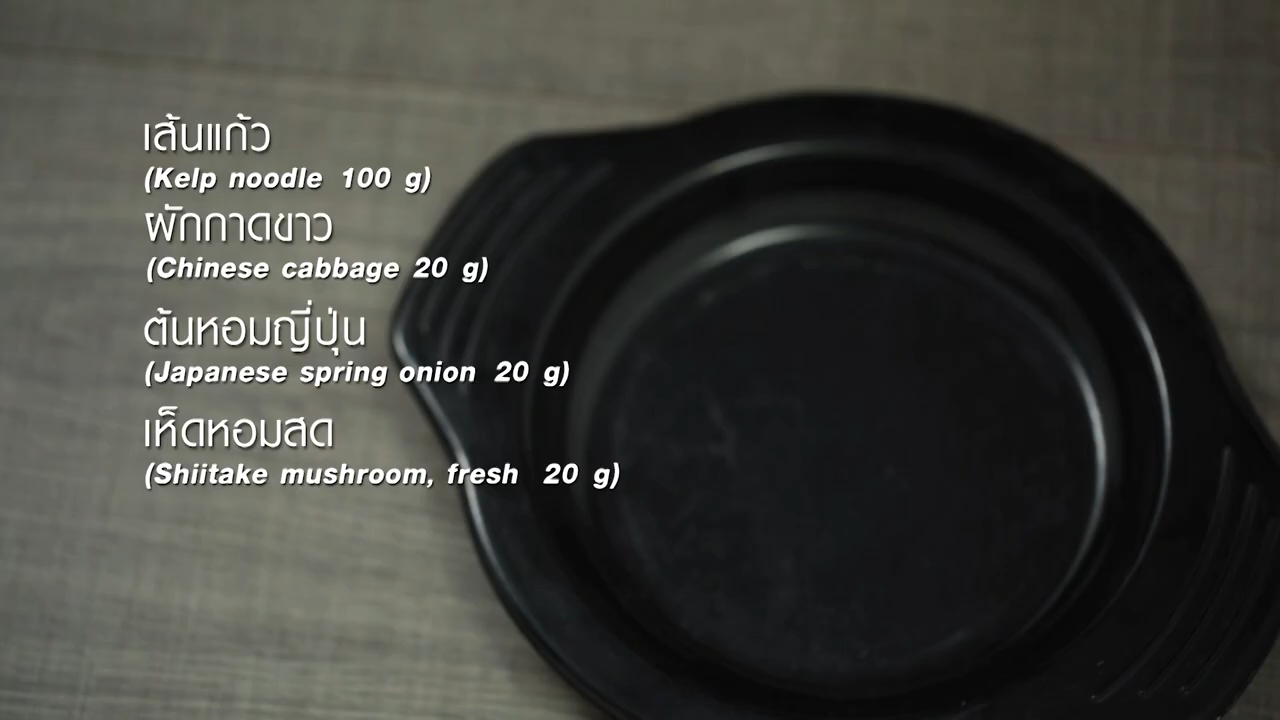 เส้นแก้ว
(Kelp noodle 100 g)
ผักกาดขาว
(Chinese cabbage 20 g)
ต้นหอมญี่ปุ่น
(Japanese spring onion 20 g)
เห็ดหอมสด
(Shiitake mushroom, fresh 20 g)